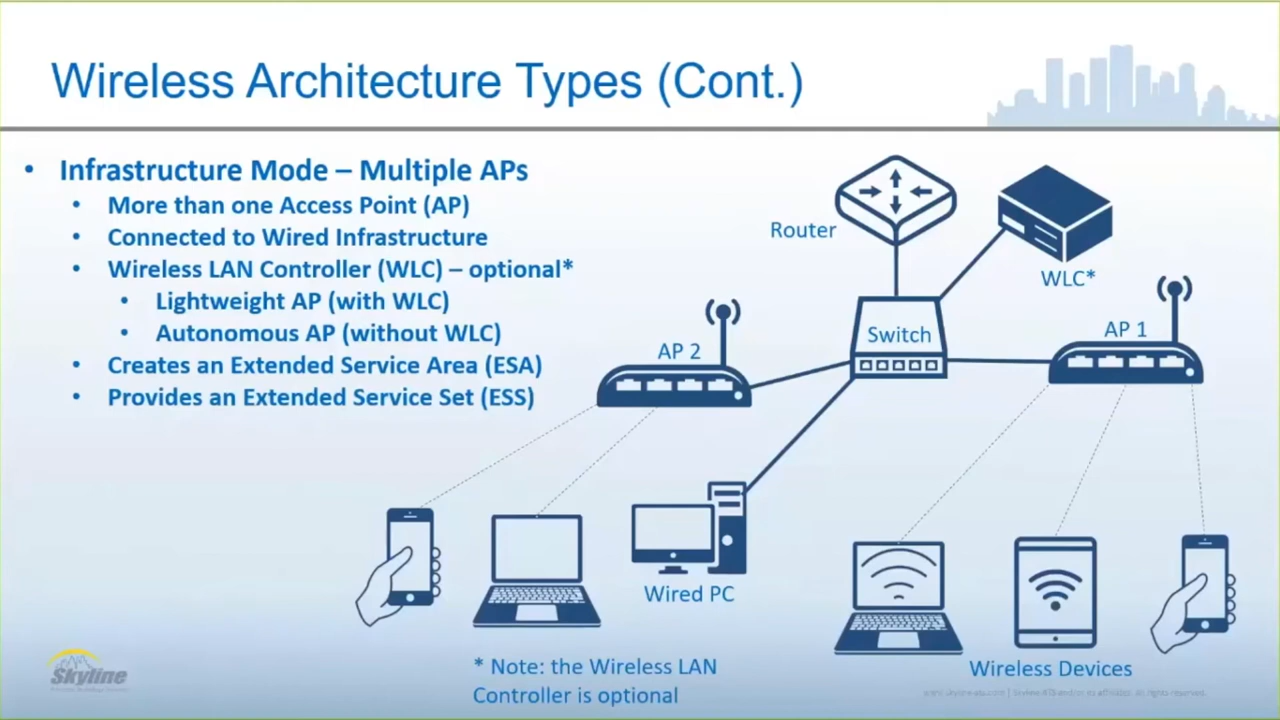 Wireless Architecture Types (Cont.)
• Infrastructure Mode – Multiple APs
• More than one Access Point (AP)
• Connected to Wired Infrastructure
• Wireless LAN Controller (WLC) – optional*
• Lightweight AP (with WLC)
• Autonomous AP (without WLC)
• Creates an Extended Service Area (ESA)
• Provides an Extended Service Set (ESS)
Router
WLC*
Switch
AP 1
AP 2
Wired PC
Wireless Devices
* Note: the Wireless LAN
Controller is optional
Skyline